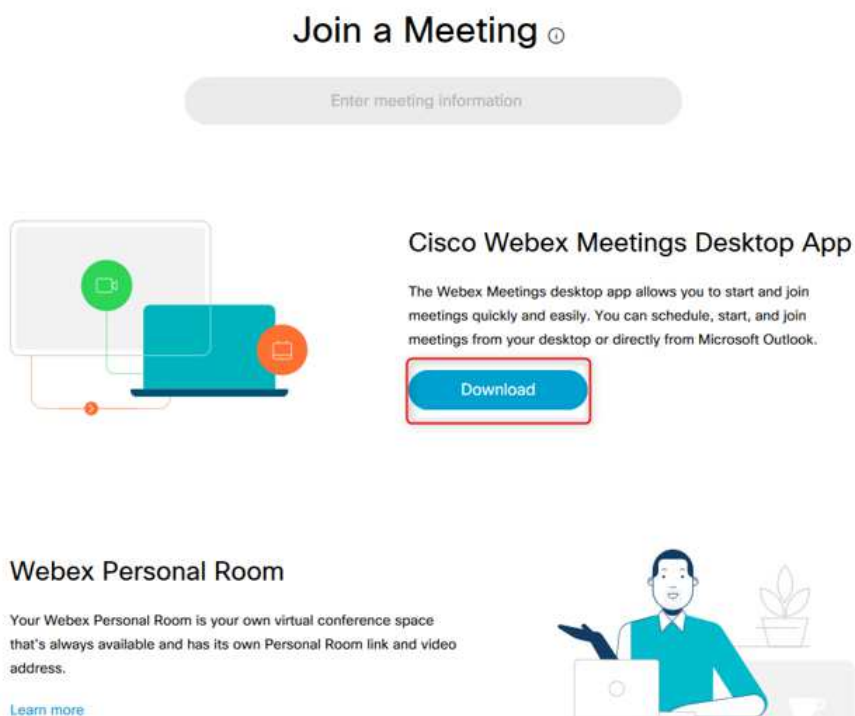 Join a Meeting
Enter meeting information
Cisco Webex Meetings Desktop App
The Webex Meetings desktop app allows you to start and join
meetings quickly and easily. You can schedule, start, and join
meetings from your desktop or directly from Microsoft Outlook.
Download
Webex Personal Room
Your Webex Personal Room is your own virtual conference space
that's always available and has its own Personal Room link and video
address.
Learn more